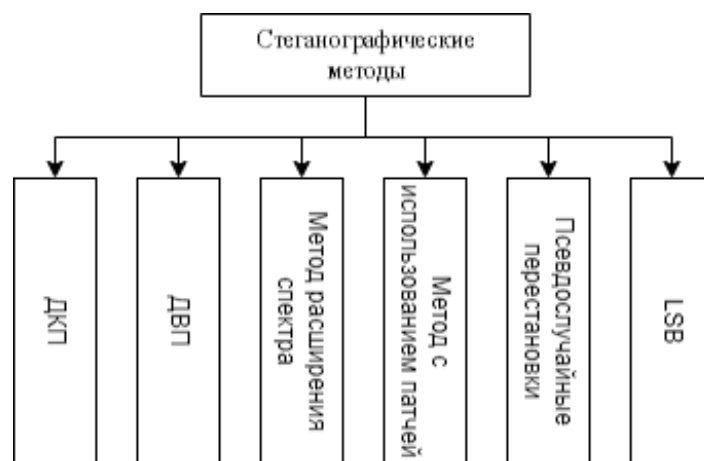 Стеганографические
методы
ДКП
ДВП
Метод расширения
спектра
Метод с
использованием патчей
Псевдослучайные
перестановки
LSB